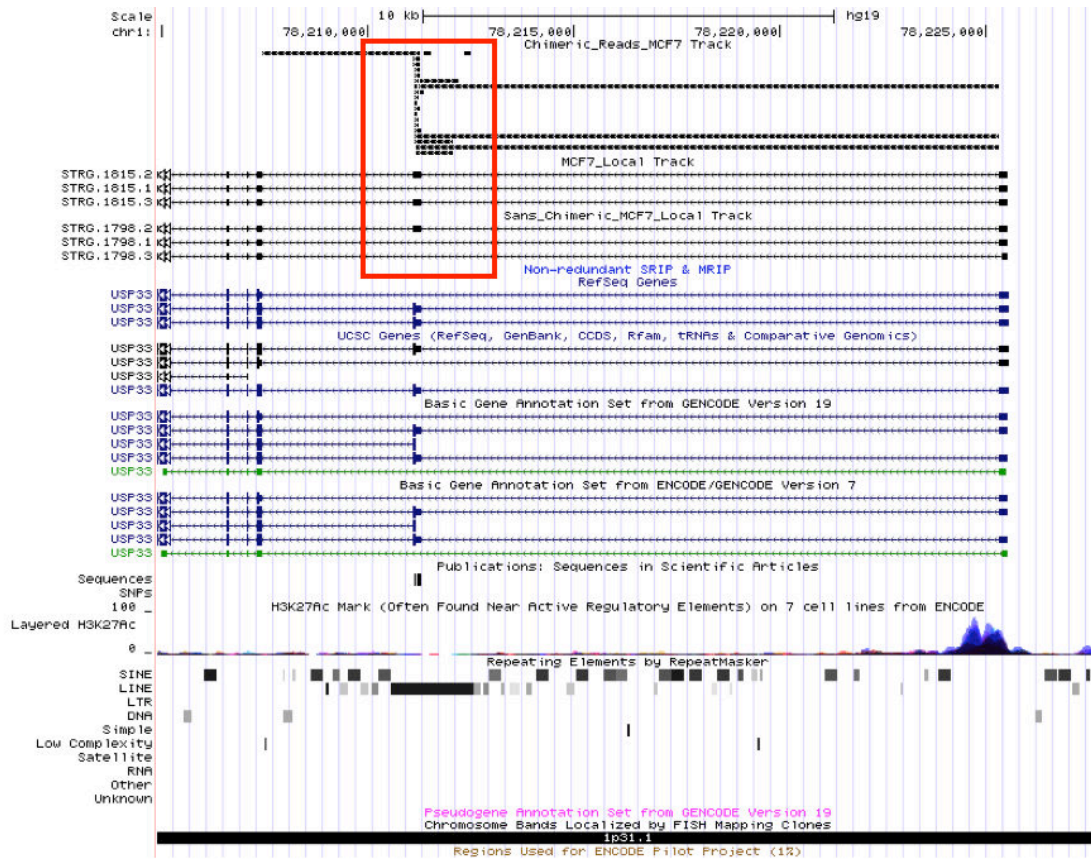 Scale 10 kb hg19
chr1: 78,210,000 78,215,000 78,220,000 78,225,000
Chimeric_Reads_MCF7 Track
MCF7_Local Track
STRG.1815.2
STRG.1815.1
STRG.1815.3
Sans_Chimeric_MCF7_Local Track
STRG.1798.2
STRG.1798.1
STRG.1798.3
Non-redundant SRIP & MRIP
RefSeq Genes
USP33
USP33
USP33
UCSC Genes (RefSeq, GenBank, CCDS, Rfam, tRNAs & Comparative Genomics)
USP33
USP33
USP33
USP33
Basic Gene Annotation Set from GENCODE Version 19
USP33
USP33
USP33
USP33
USP33
Basic Gene Annotation Set from ENCODE/GENCODE Version 7
USP33
USP33
USP33
USP33
USP33
Publications: Sequences in Scientific Articles
Sequences
SNPs
100 _ H3K27Ac Mark (Often Found Near Active Regulatory Elements) on 7 cell lines from ENCODE
Layered H3K27Ac
0 _
Repeating Elements by RepeatMasker
SINE
LINE
LTR
DNA
Simple
Low Complexity
Satellite
RNA
Other
Unknown
Pseudogene Annotation Set from GENCODE Version 19
Chromosome Bands Localized by FISH Mapping Clones
1p31.1
Regions Used for ENCODE Pilot Project (1%)